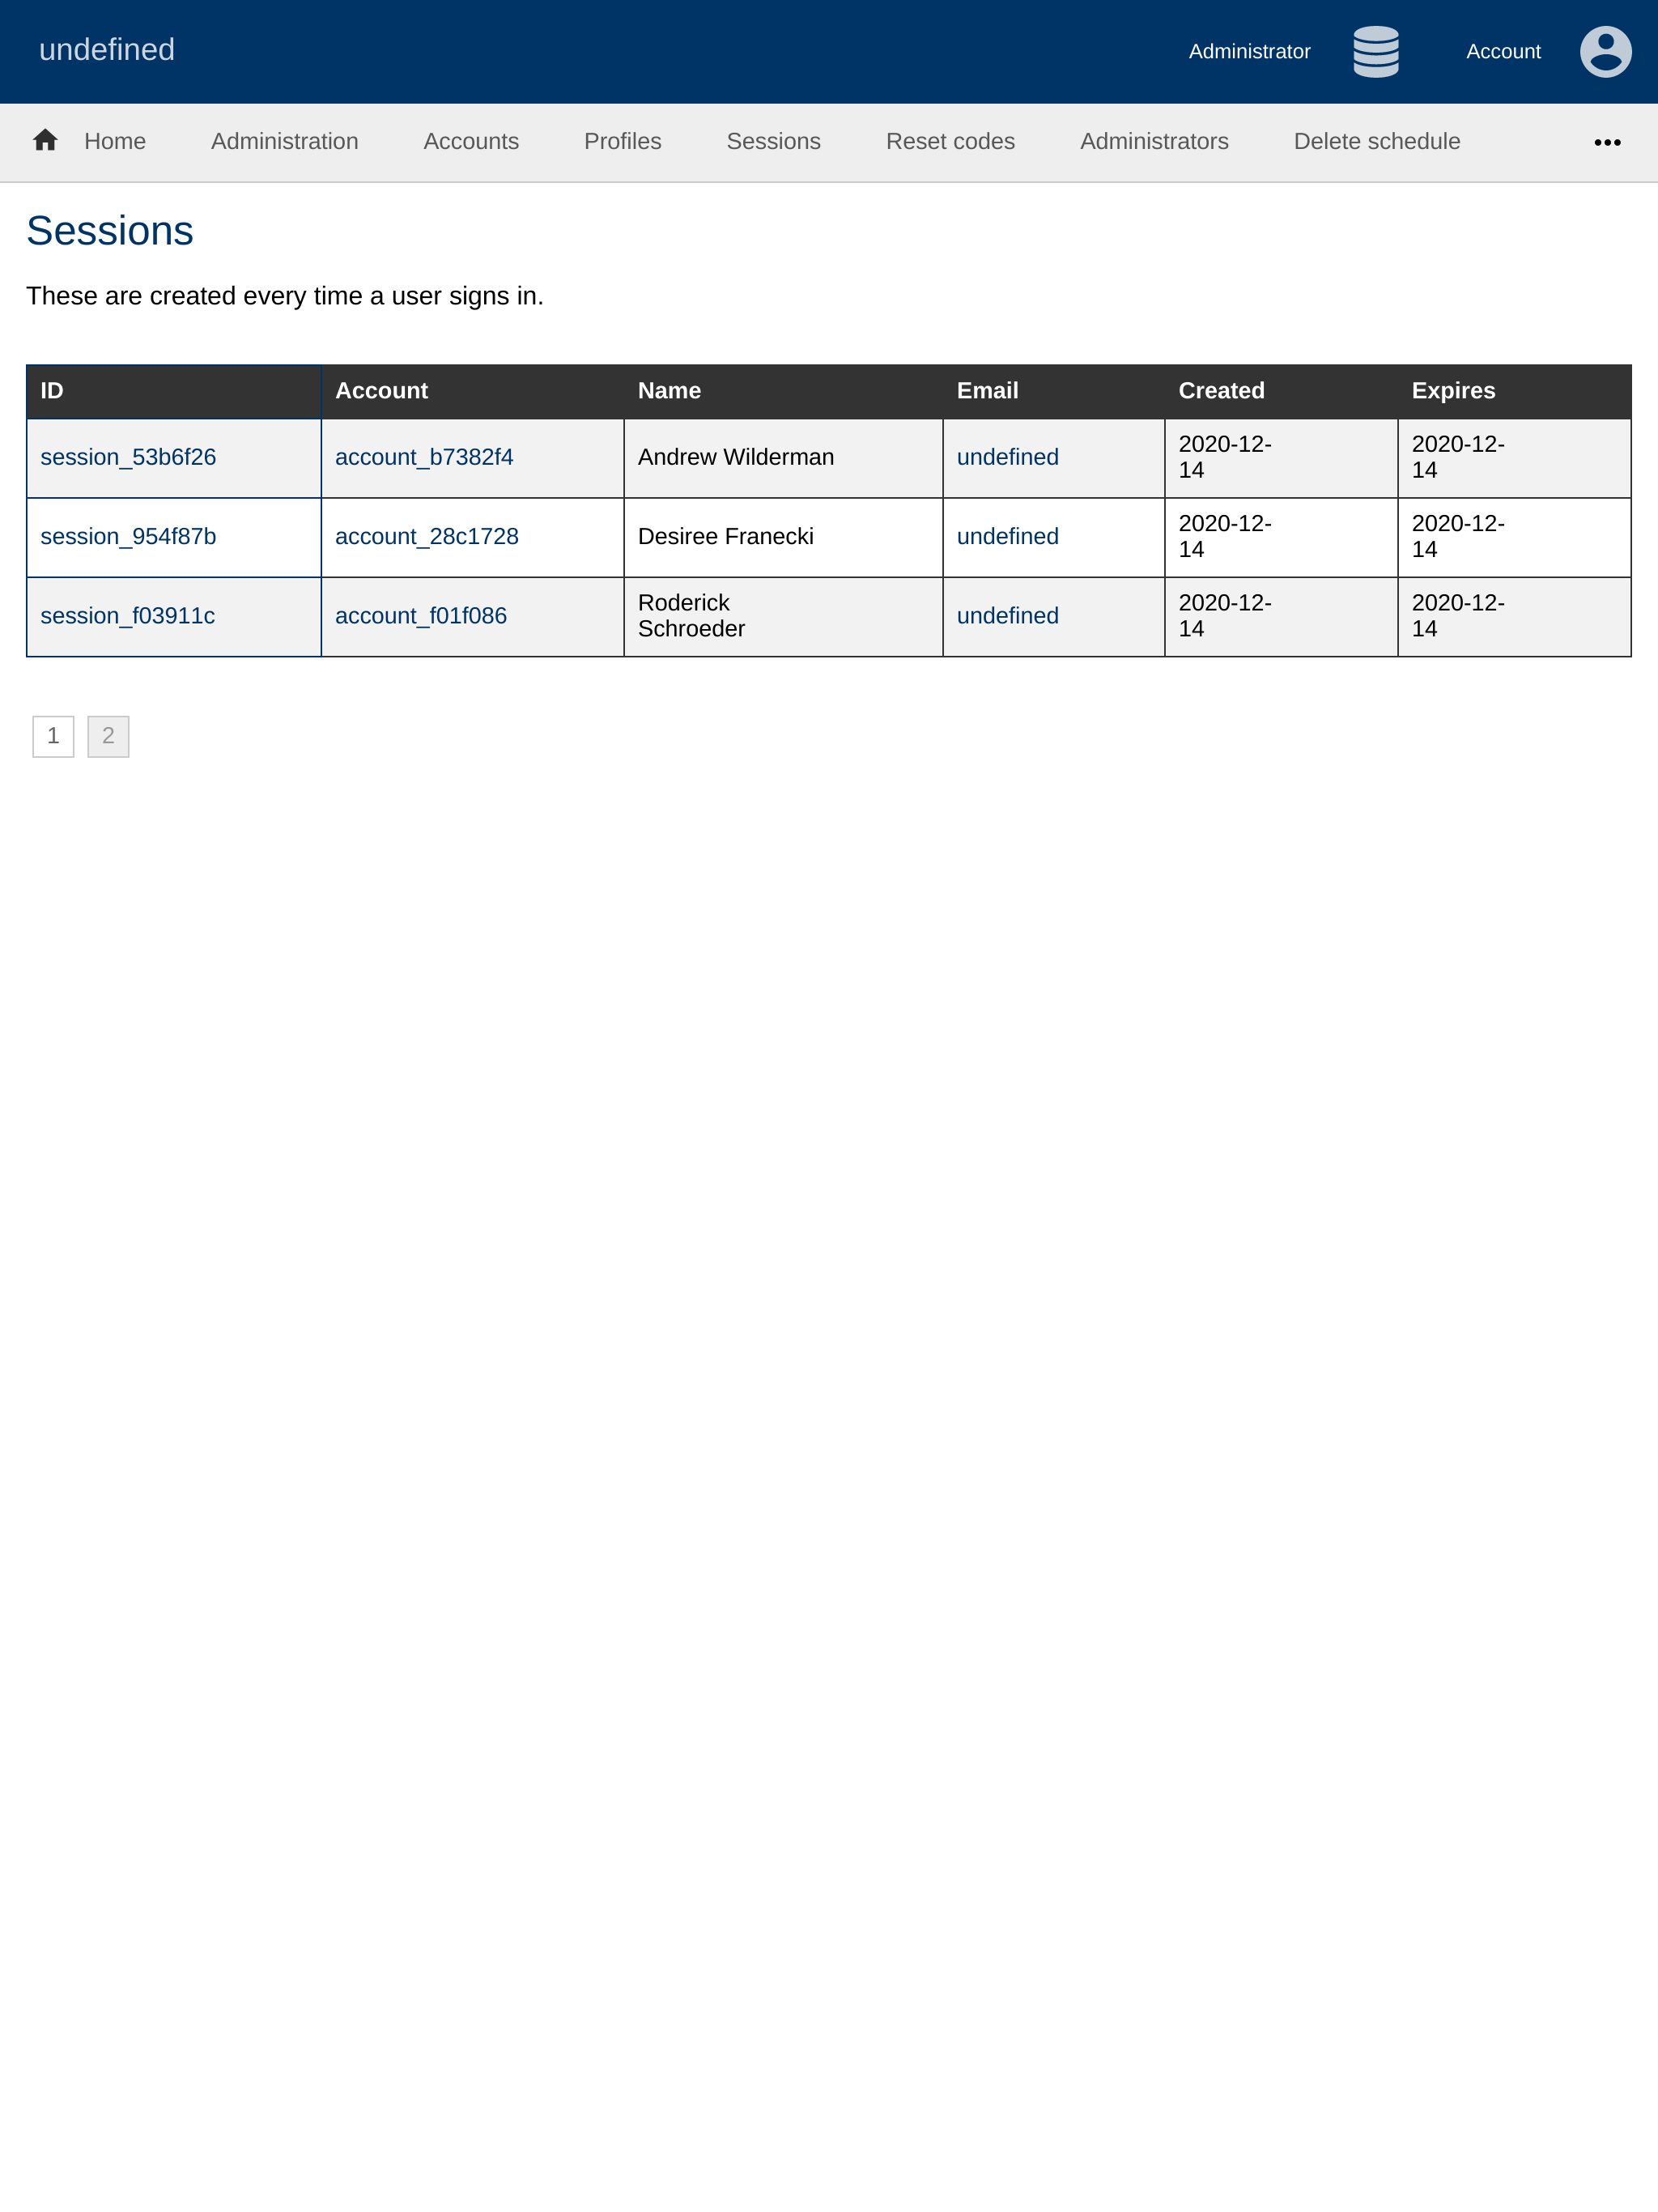 undefined
Administrator
Account
Home Administration Accounts Profiles Sessions Reset codes Administrators Delete schedule
Sessions
These are created every time a user signs in.
ID Account Name Email Created Expires
session_53b6f26 account_b7382f4 Andrew Wilderman undefined 2020-12-14 2020-12-14
session_954f87b account_28c1728 Desiree Franecki undefined 2020-12-14 2020-12-14
session_f03911c account_f01f086 Roderick Schroeder undefined 2020-12-14 2020-12-14
1 2